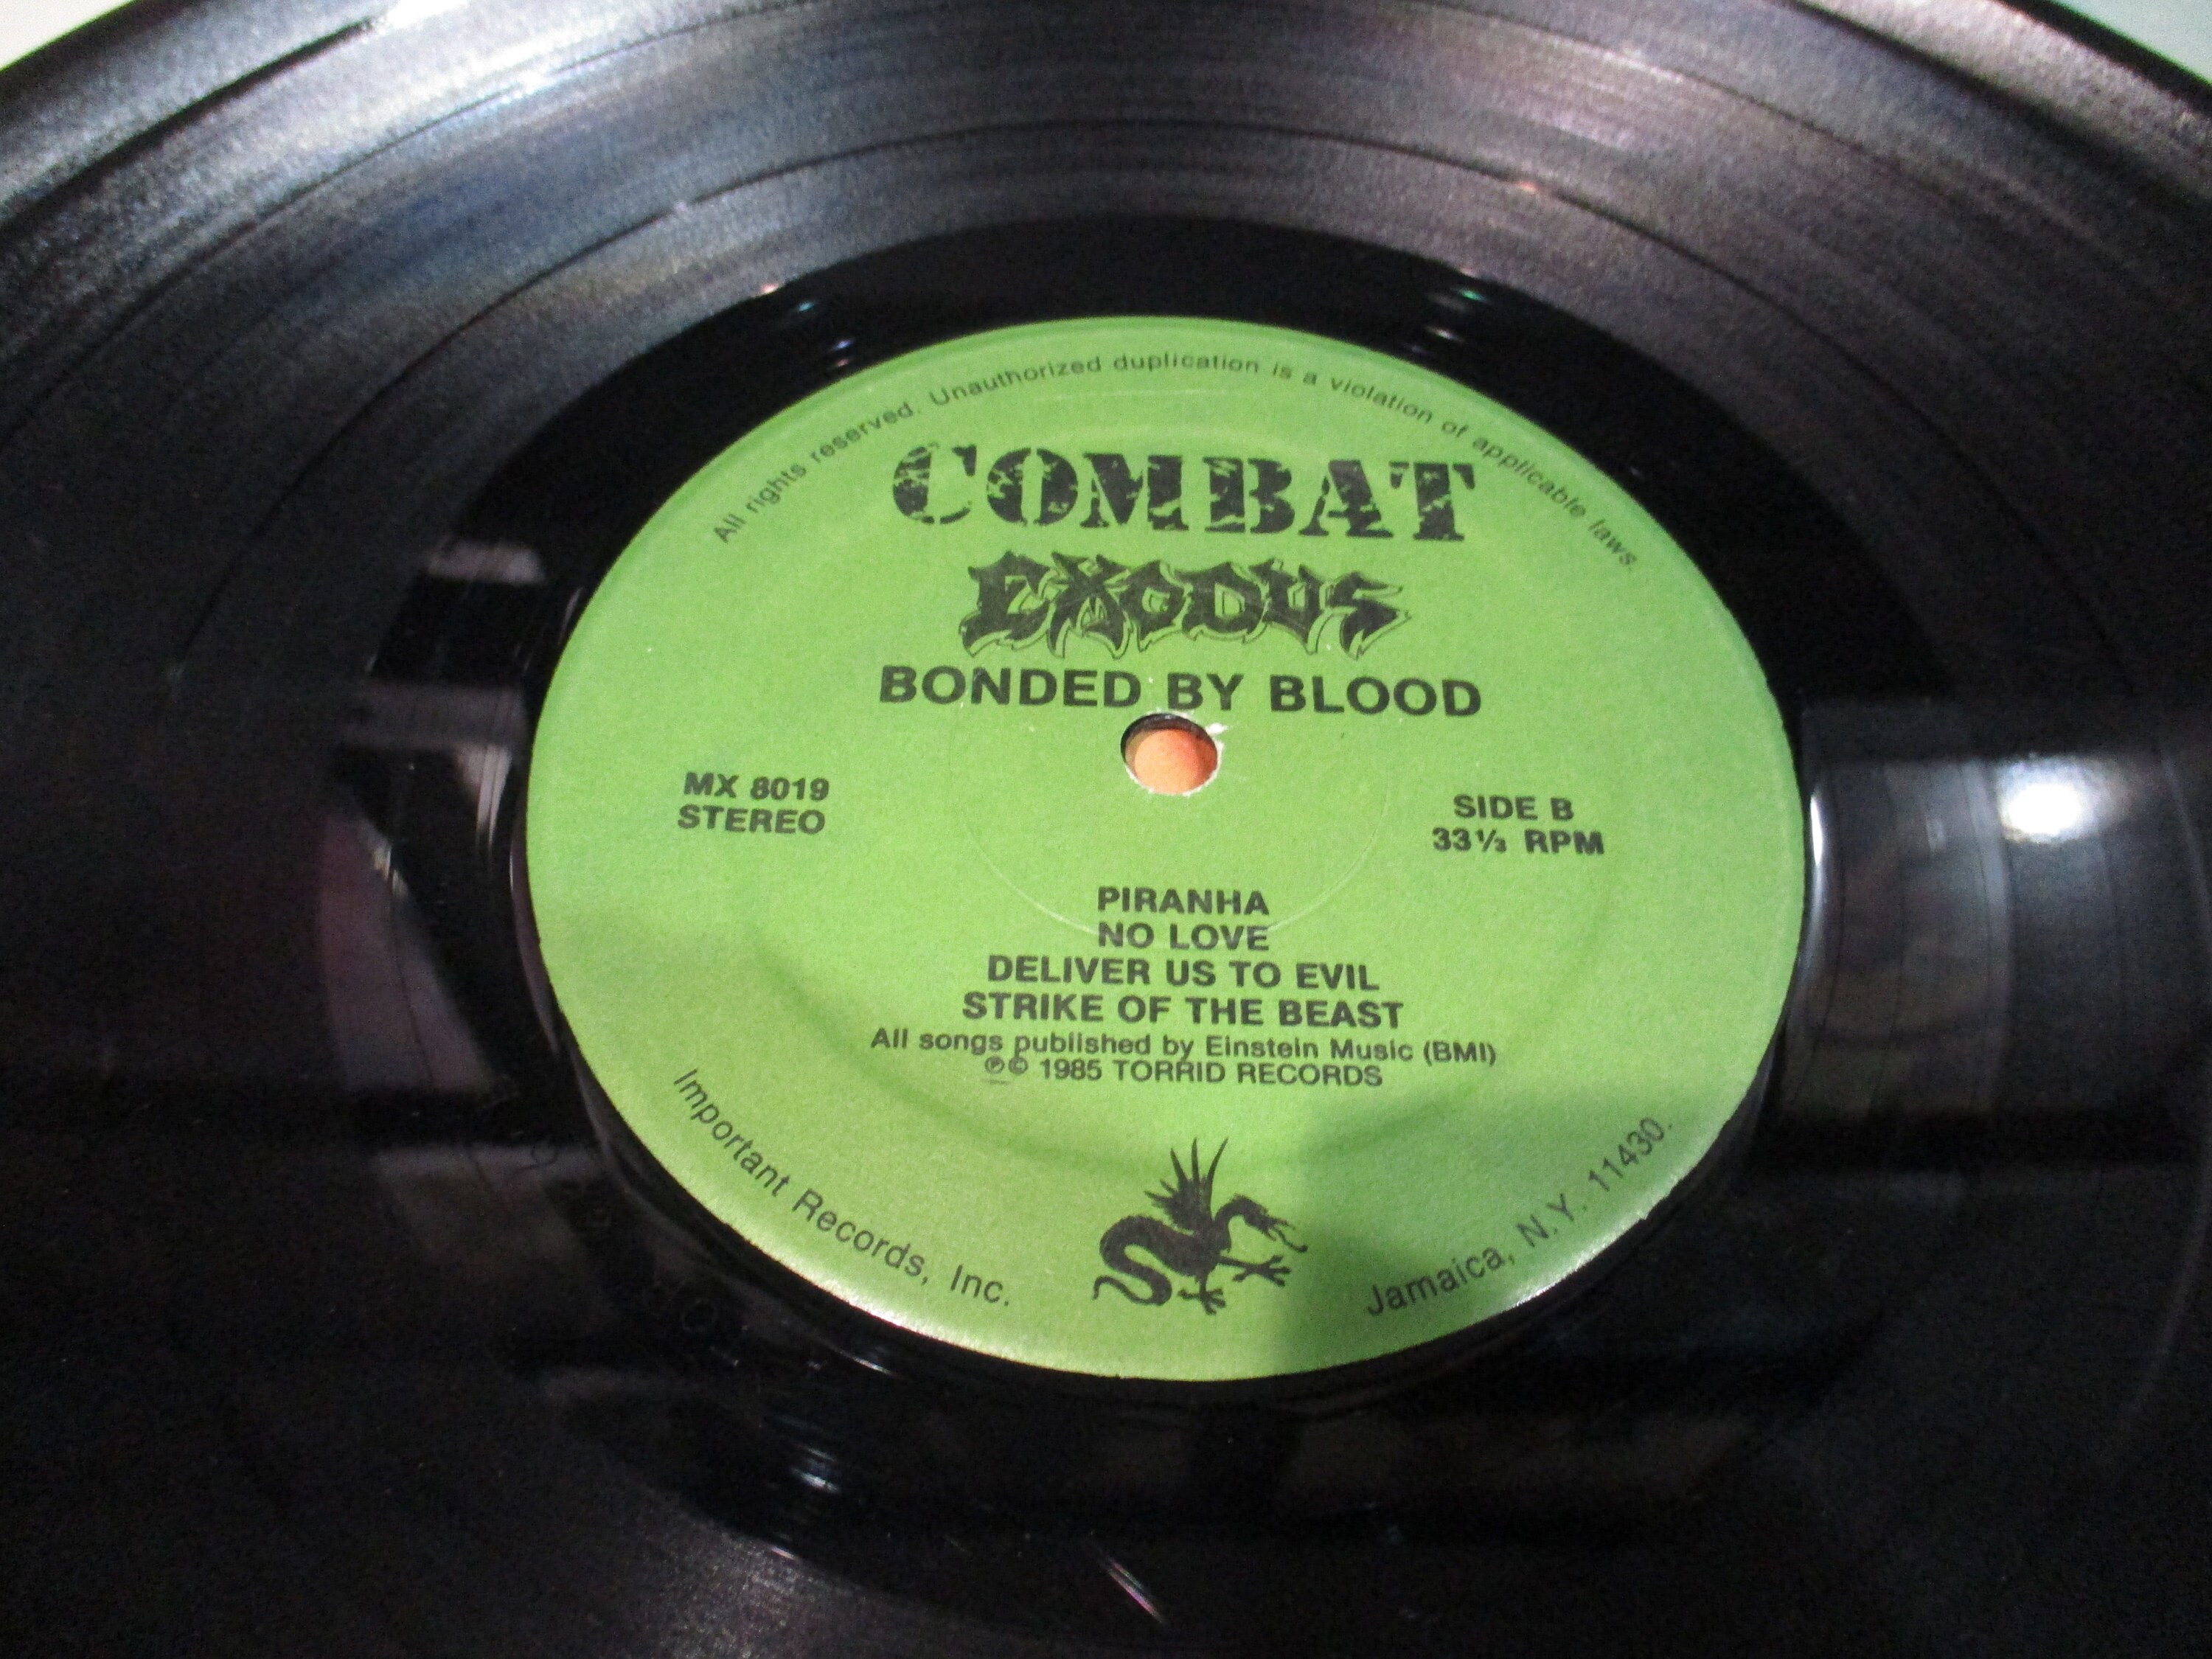 All rights reserved. Unauthorized duplication is a violation of applicable laws.
COMBAT
EXODUS
BONDED BY BLOOD
MX 8019
STEREO
SIDE B
33⅓ RPM
PIRANHA
NO LOVE
DELIVER US TO EVIL
STRIKE OF THE BEAST
All songs published by Einstein Music (BMI)
℗© 1985 TORRID RECORDS
Important Records, Inc.
Jamaica, N.Y. 11430.